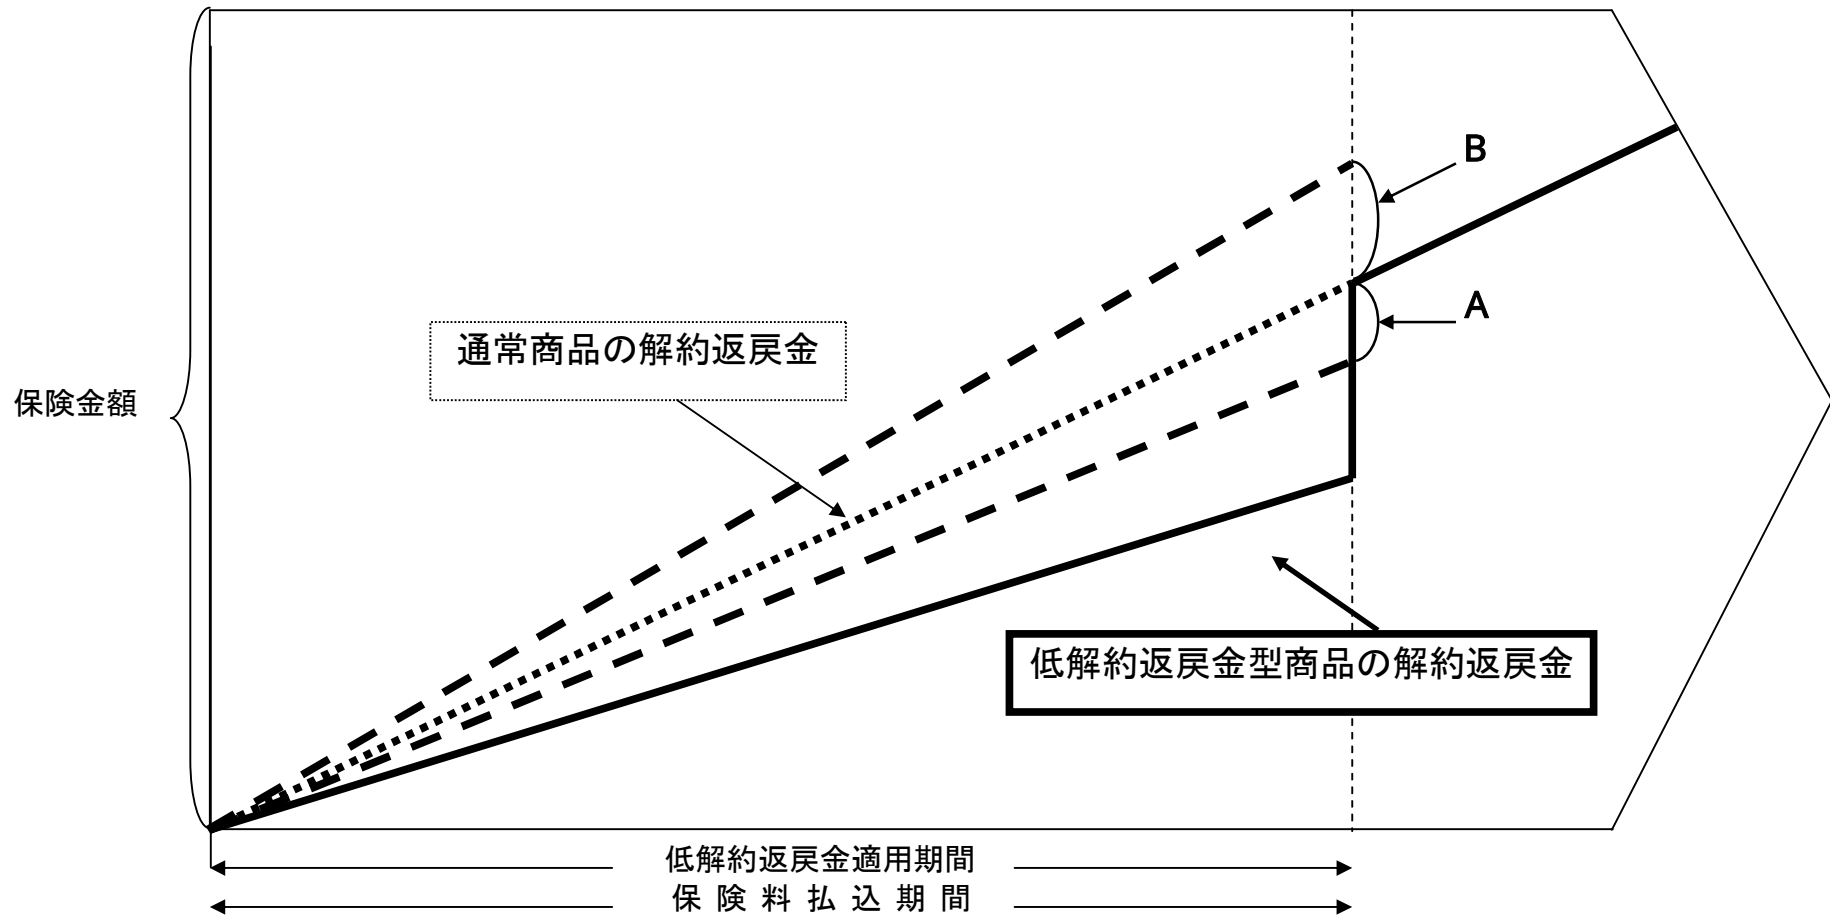 B
A
通常商品の解約返戻金
保険金額
低解約返戻金型商品の解約返戻金
低解約返戻金適用期間
保険料払込期間